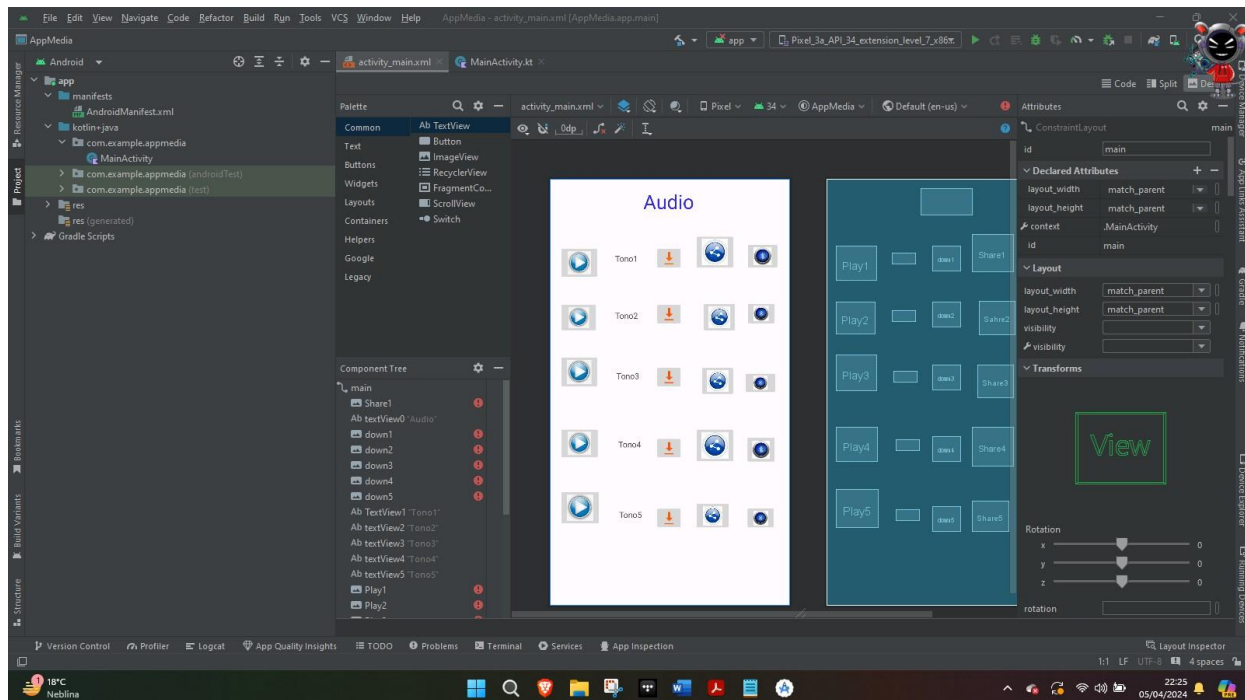 File Edit View Navigate Code Refactor Build Run Tools VCS Window Help AppMedia - activity_main.xml [AppMedia.app.main]
AppMedia
app
Pixel_3a_API_34_extension_level_7_x86
Android
activity_main.xml
MainActivity.kt
app
manifests
AndroidManifest.xml
kotlin+java
com.example.appmedia
MainActivity
com.example.appmedia (androidTest)
com.example.appmedia (test)
res
res (generated)
Gradle Scripts
Resource Manager
Project
Bookmarks
Build Variants
Structure
Code
Split
Palette
Common
Text
Buttons
Widgets
Layouts
Containers
Helpers
Google
Legacy
Ab TextView
Button
ImageView
RecyclerView
FragmentCo...
ScrollView
Switch
activity_main.xml
Pixel
34
AppMedia
Default (en-us)
0dp
Component Tree
main
Share1
Ab textView0 "Audio"
down1
down2
down3
down4
down5
Ab TextView1 "Tono1"
Ab textView2 "Tono2"
Ab textView3 "Tono3"
Ab textView4 "Tono4"
Ab textView5 "Tono5"
Play1
Play2
Audio
Tono1
Tono2
Tono3
Tono4
Tono5
Play1 down1 Share1
Play2 down2 Sahre2
Play3 down3 Share3
Play4 down4 Share4
Play5 down5 Share5
Attributes
ConstraintLayout main
id main
Declared Attributes
layout_width match_parent
layout_height match_parent
context .MainActivity
id main
Layout
layout_width match_parent
layout_height match_parent
visibility
visibility
Transforms
View
Rotation
x 0
y 0
z 0
rotation
Device Manager
App Links Assistant
Gradle
Notifications
Device Explorer
Running Devices
Version Control Profiler Logcat App Quality Insights TODO Problems Terminal Services App Inspection
Layout Inspector
1:1 LF UTF-8 4 spaces
18°C
Neblina
22:25
05/04/2024